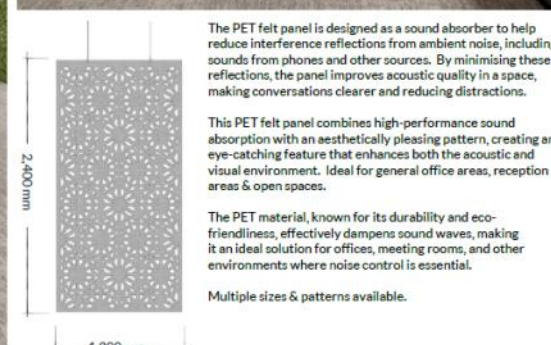 The PET felt panel is designed as a sound absorber to help
reduce interference reflections from ambient noise, including
sounds from phones and other sources. By minimising these
reflections, the panel improves acoustic quality in a space,
making conversations clearer and reducing distractions.
This PET felt panel combines high-performance sound
absorption with an aesthetically pleasing pattern, creating an
eye-catching feature that enhances both the acoustic and
visual environment. Ideal for general office areas, reception
areas & open spaces.
The PET material, known for its durability and eco-
friendliness, effectively dampens sound waves, making
it an ideal solution for offices, meeting rooms, and other
environments where noise control is essential.
Multiple sizes & patterns available.
2,400 mm